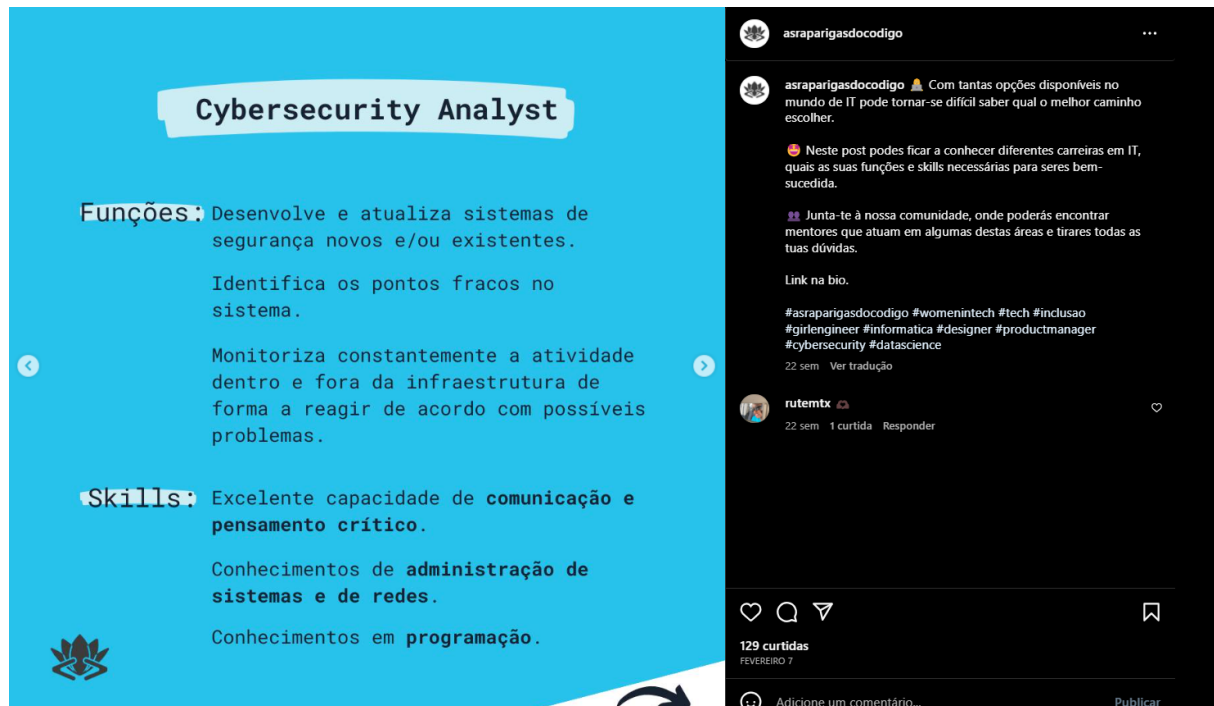 Cybersecurity Analyst
Funções:
Desenvolve e atualiza sistemas de
segurança novos e/ou existentes.
Identifica os pontos fracos no
sistema.
Monitoriza constantemente a atividade
dentro e fora da infraestrutura de
forma a reagir de acordo com possíveis
problemas.
Skills:
Excelente capacidade de comunicação e
pensamento crítico.
Conhecimentos de administração de
sistemas e de redes.
Conhecimentos em programação.
asraparigasdocodigo
asraparigasdocodigo 🤷‍♀️ Com tantas opções disponíveis no
mundo de IT pode tornar-se difícil saber qual o melhor caminho
escolher.
🤩 Neste post podes ficar a conhecer diferentes carreiras em IT,
quais as suas funções e skills necessárias para seres bem-
sucedida.
👥 Junta-te à nossa comunidade, onde poderás encontrar
mentores que atuam em algumas destas áreas e tirares todas as
tuas dúvidas.
Link na bio.
#asraparigasdocodigo #womenintech #tech #inclusao
#girlengineer #informatica #designer #productmanager
#cybersecurity #datascience
22 sem Ver tradução
rutemtx
22 sem 1 curtida Responder
129 curtidas
FEVEREIRO 7
Adicione um comentário...
Publicar